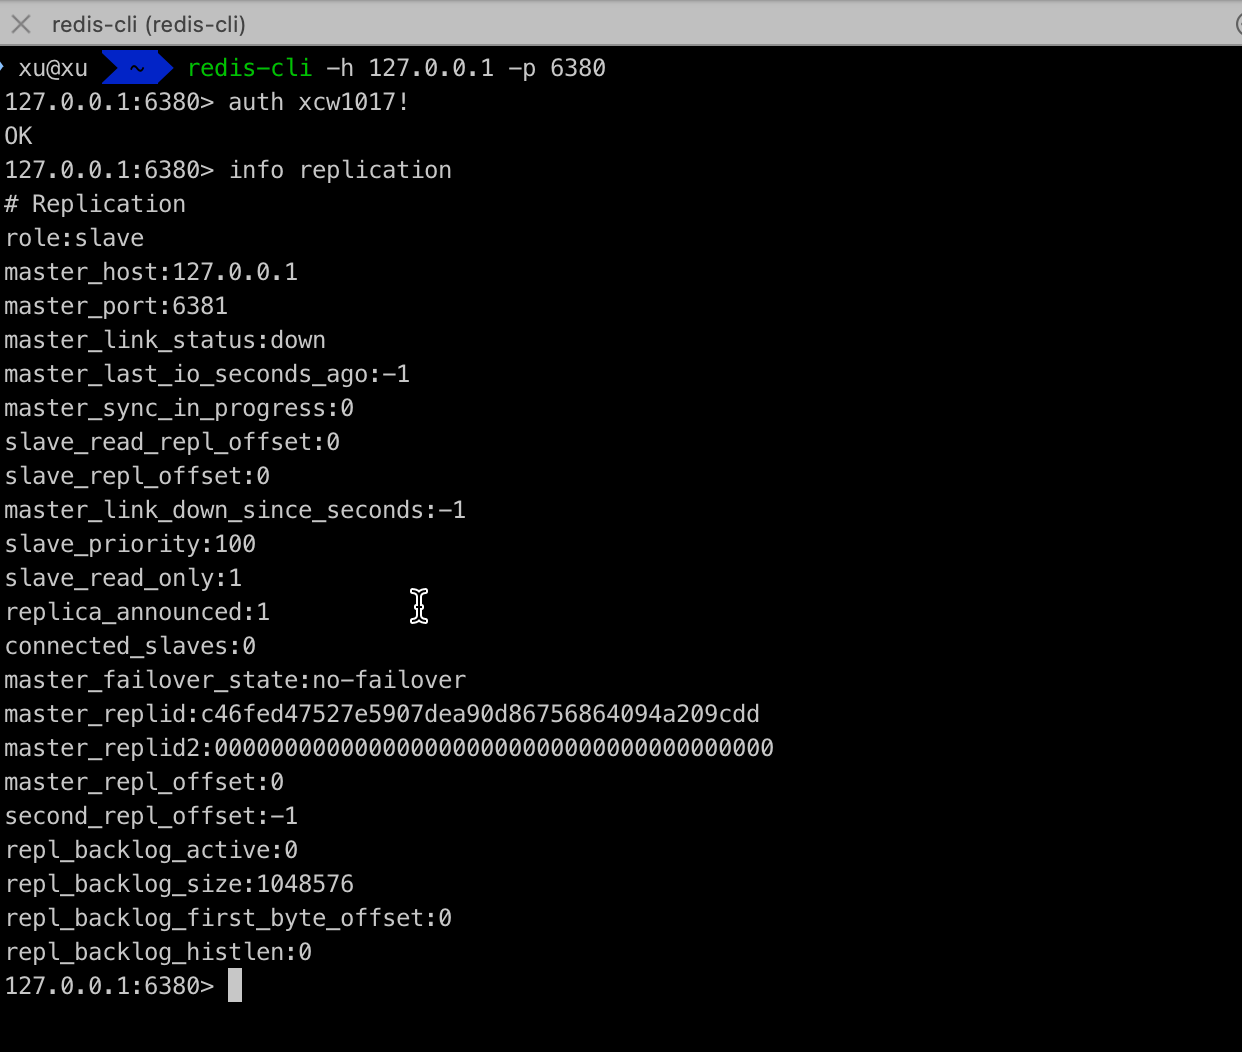 redis-cli (redis-cli)
xu@xu ~ redis-cli -h 127.0.0.1 -p 6380
127.0.0.1:6380> auth xcw1017!
OK
127.0.0.1:6380> info replication
# Replication
role:slave
master_host:127.0.0.1
master_port:6381
master_link_status:down
master_last_io_seconds_ago:-1
master_sync_in_progress:0
slave_read_repl_offset:0
slave_repl_offset:0
master_link_down_since_seconds:-1
slave_priority:100
slave_read_only:1
replica_announced:1
connected_slaves:0
master_failover_state:no-failover
master_replid:c46fed47527e5907dea90d86756864094a209cdd
master_replid2:0000000000000000000000000000000000000000
master_repl_offset:0
second_repl_offset:-1
repl_backlog_active:0
repl_backlog_size:1048576
repl_backlog_first_byte_offset:0
repl_backlog_histlen:0
127.0.0.1:6380>